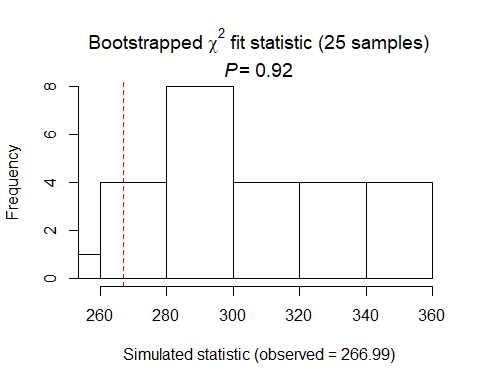 Bootstrapped χ² fit statistic (25 samples)
P = 0.92
Frequency
8
6
4
2
0
260 280 300 320 340 360
Simulated statistic (observed = 266.99)